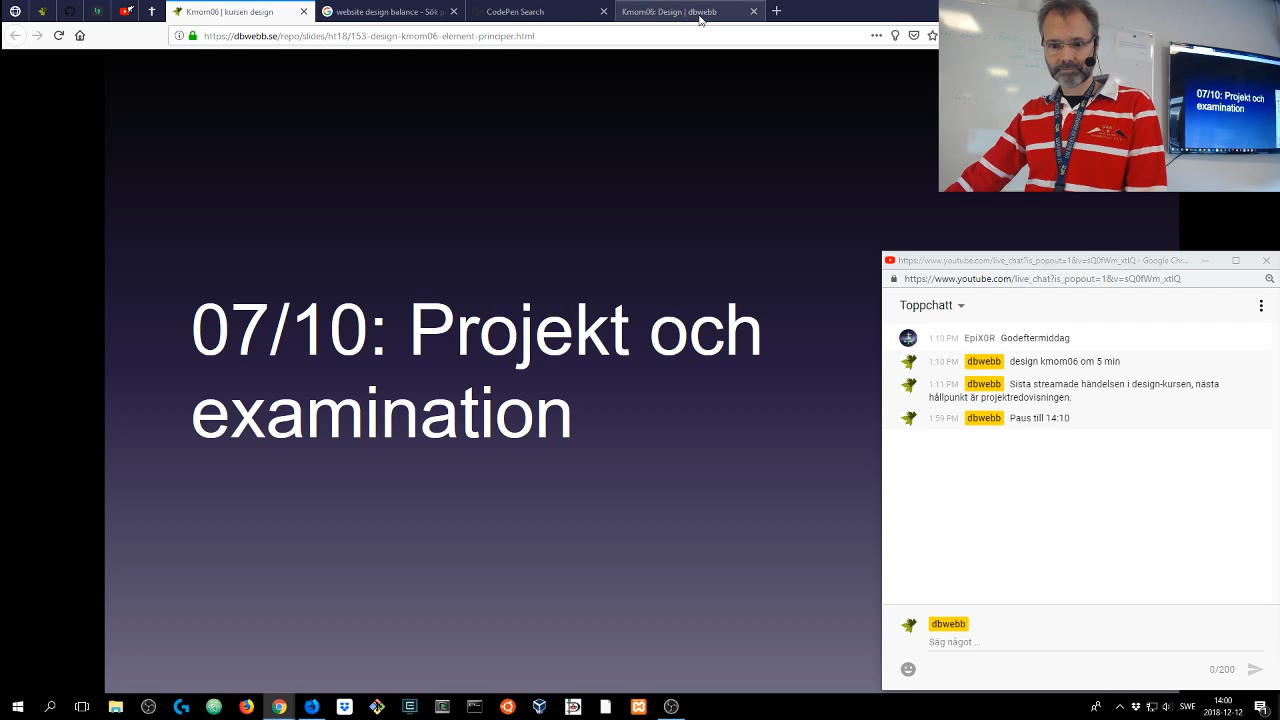 Kmom06 | kursen design
website design balance - Sök p
CodePen Search
Kmom06: Design | dbwebb
https://dbwebb.se/repo/slides/ht18/153-design-kmom06-element-principer.html
07/10: Projekt och
examination
07/10: Projekt och
examination
https://www.youtube.com/live_chat?is_popout=1&v=sQ0fWm_xtIQ - Google Chr...
https://www.youtube.com/live_chat?is_popout=1&v=sQ0fWm_xtIQ
Toppchatt
1:10 PM EpiX0R Godeftermiddag
1:10 PM dbwebb design kmom06 om 5 min
1:11 PM dbwebb Sista streamade händelsen i design-kursen, nästa
hållpunkt är projektredovisningen.
1:59 PM dbwebb Paus till 14:10
dbwebb
Säg något ...
0/200
SWE
14:00
2018-12-12